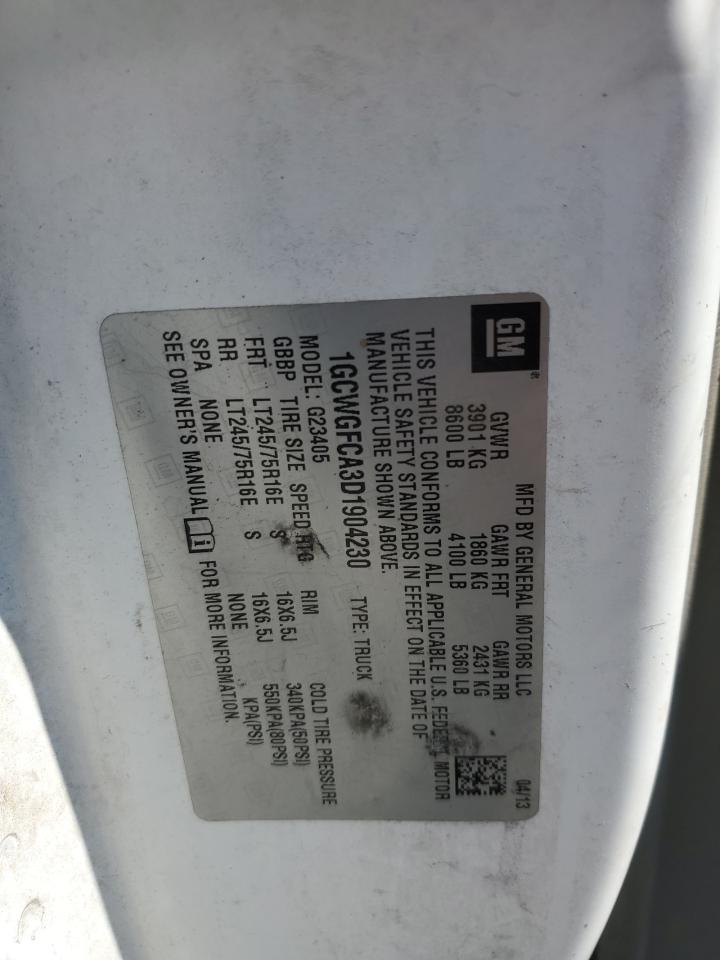 GM® MFD BY GENERAL MOTORS LLC 04/13
GVWR GAWR FRT GAWR RR
3901 KG 1860 KG 2431 KG
8600 LB 4100 LB 5360 LB
THIS VEHICLE CONFORMS TO ALL APPLICABLE U.S. FEDERAL MOTOR
VEHICLE SAFETY STANDARDS IN EFFECT ON THE DATE OF
MANUFACTURE SHOWN ABOVE.
1GCWGFCA3D1904230 TYPE: TRUCK
MODEL: G23405
GBBP TIRE SIZE SPEED RTG RIM COLD TIRE PRESSURE
FRT LT245/75R16E S 16X6.5J 340KPA(50PSI)
RR LT245/75R16E S 16X6.5J 550KPA(80PSI)
SPA NONE NONE KPA(PSI)
SEE OWNER'S MANUAL i FOR MORE INFORMATION.